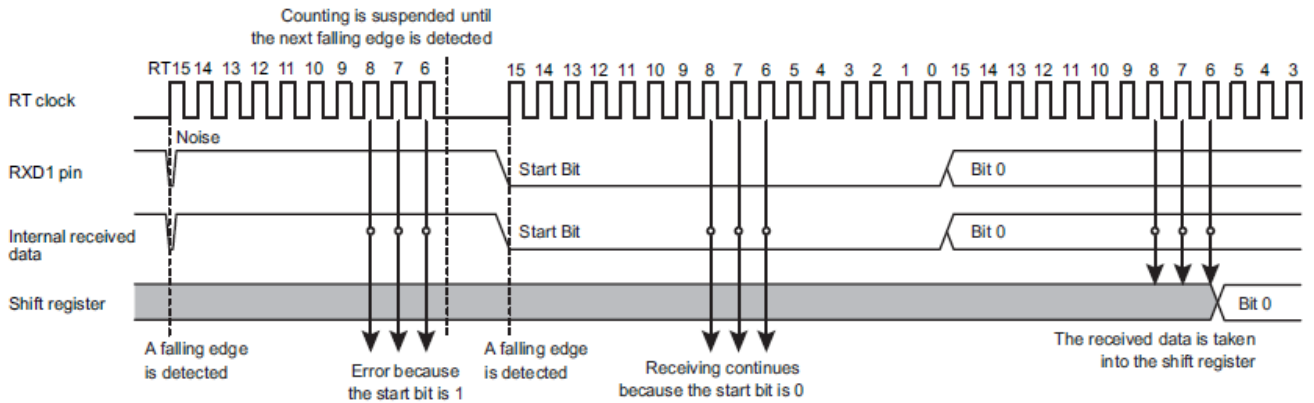 Counting is suspended until
the next falling edge is detected
RT15 14 13 12 11 10 9 8 7 6 15 14 13 12 11 10 9 8 7 6 5 4 3 2 1 0 15 14 13 12 11 10 9 8 7 6 5 4 3
RT clock
Noise
RXD1 pin
Start Bit
Bit 0
Internal received
data
Start Bit
Bit 0
Shift register
Bit 0
A falling edge
is detected
Error because
the start bit is 1
A falling edge
is detected
Receiving continues
because the start bit is 0
The received data is taken
into the shift register